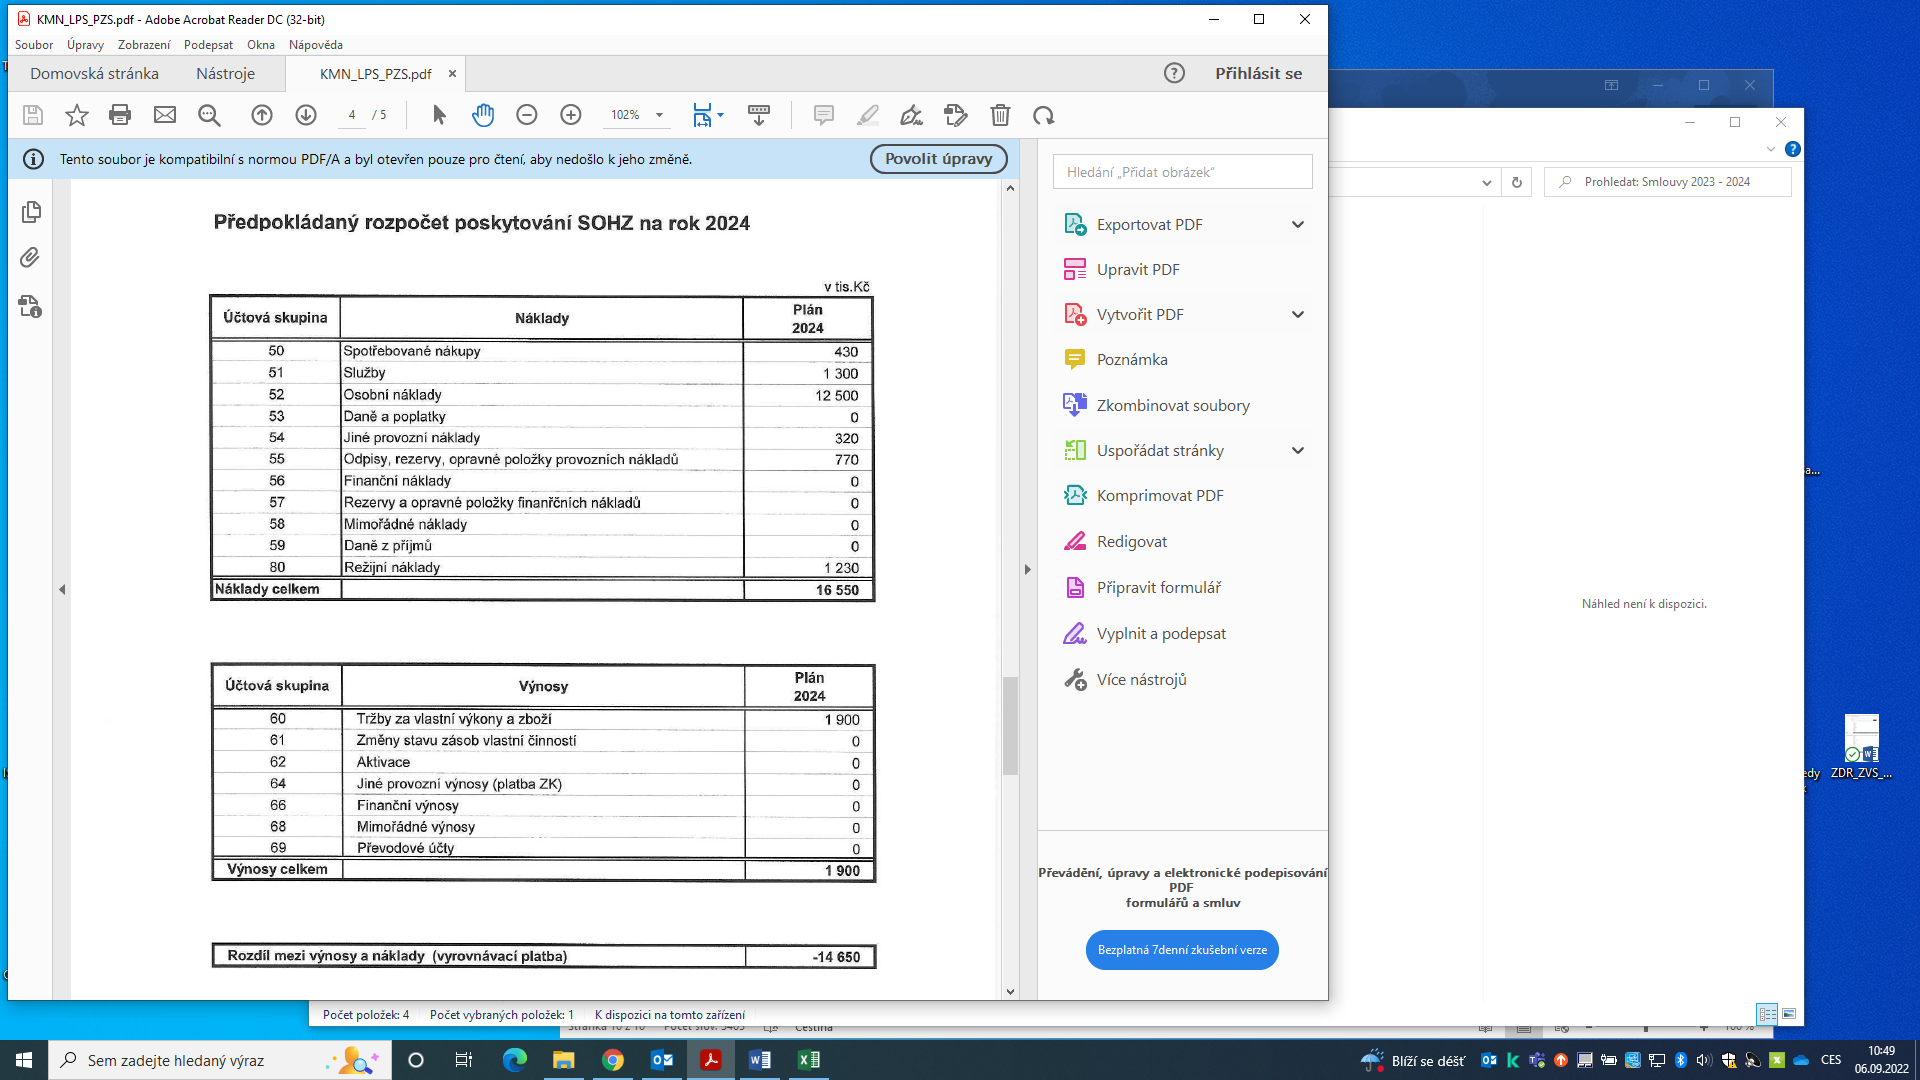 KMN_LPS_PZS.pdf - Adobe Acrobat Reader DC (32-bit)
Soubor Úpravy Zobrazení Podepsat Okna Nápověda
Domovská stránka Nástroje KMN_LPS_PZS.pdf × Přihlásit se
4 / 5 102%
Tento soubor je kompatibilní s normou PDF/A a byl otevřen pouze pro čtení, aby nedošlo k jeho změně. Povolit úpravy
Předpokládaný rozpočet poskytování SOHZ na rok 2024
v tis.Kč
Účtová skupina Náklady Plán 2024
50 Spotřebované nákupy 430
51 Služby 1 300
52 Osobní náklady 12 500
53 Daně a poplatky 0
54 Jiné provozní náklady 320
55 Odpisy, rezervy, opravné položky provozních nákladů 770
56 Finanční náklady 0
57 Rezervy a opravné položky finanřčních nákladů 0
58 Mimořádné náklady 0
59 Daně z příjmů 0
80 Režijní náklady 1 230
Náklady celkem 16 550
Účtová skupina Výnosy Plán 2024
60 Tržby za vlastní výkony a zboží 1 900
61 Změny stavu zásob vlastní činností 0
62 Aktivace 0
64 Jiné provozní výnosy (platba ZK) 0
66 Finanční výnosy 0
68 Mimořádné výnosy 0
69 Převodové účty 0
Výnosy celkem 1 900
Rozdíl mezi výnosy a náklady (vyrovnávací platba) -14 650
Hledání „Přidat obrázek“
Exportovat PDF
Upravit PDF
Vytvořit PDF
Poznámka
Zkombinovat soubory
Uspořádat stránky
Komprimovat PDF
Redigovat
Připravit formulář
Vyplnit a podepsat
Více nástrojů
Převádění, úpravy a elektronické podepisování
PDF
formulářů a smluv
Bezplatná 7denní zkušební verze
Prohledat: Smlouvy 2023 - 2024
Náhled není k dispozici.
ZDR_ZVS_...
Počet položek: 4 Počet vybraných položek: 1 K dispozici na tomto zařízení
Stránka 10 z 10 Počet slov: 3403 Čeština 100 %
Sem zadejte hledaný výraz
Blíží se déšť CES 10:49
06.09.2022